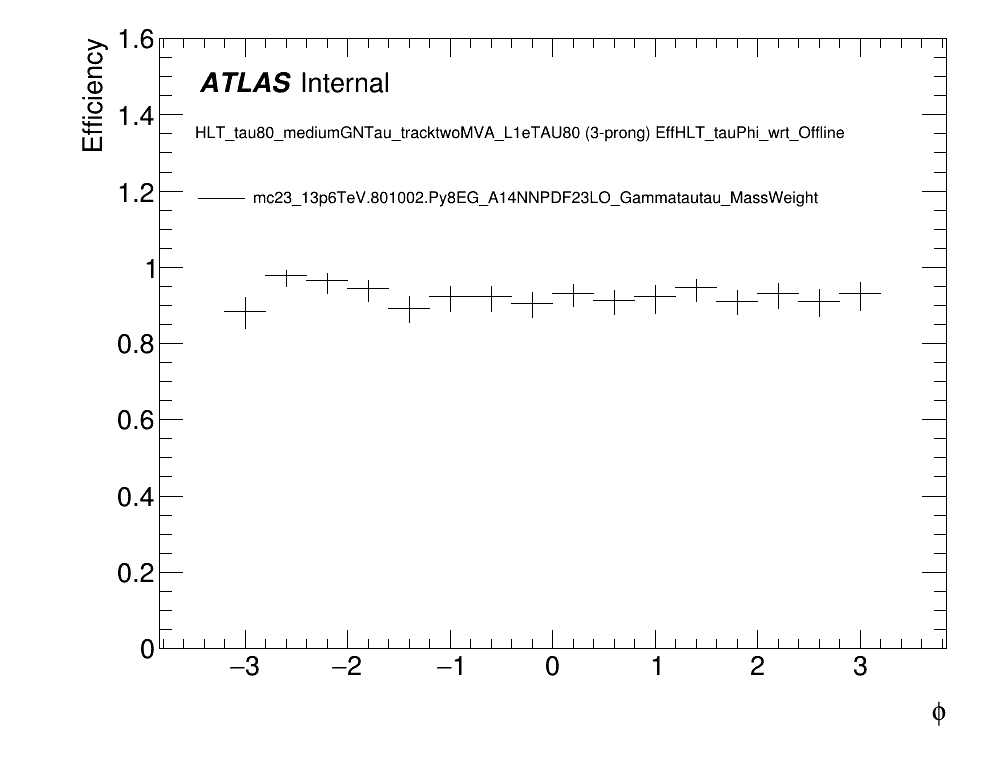 Efficiency
1.6
1.4
1.2
1
0.8
0.6
0.4
0.2
0
ATLAS Internal
HLT_tau80_mediumGNTau_tracktwoMVA_L1eTAU80 (3-prong) EffHLT_tauPhi_wrt_Offline
mc23_13p6TeV.801002.Py8EG_A14NNPDF23LO_Gammatautau_MassWeight
−3 −2 −1 0 1 2 3
ϕ